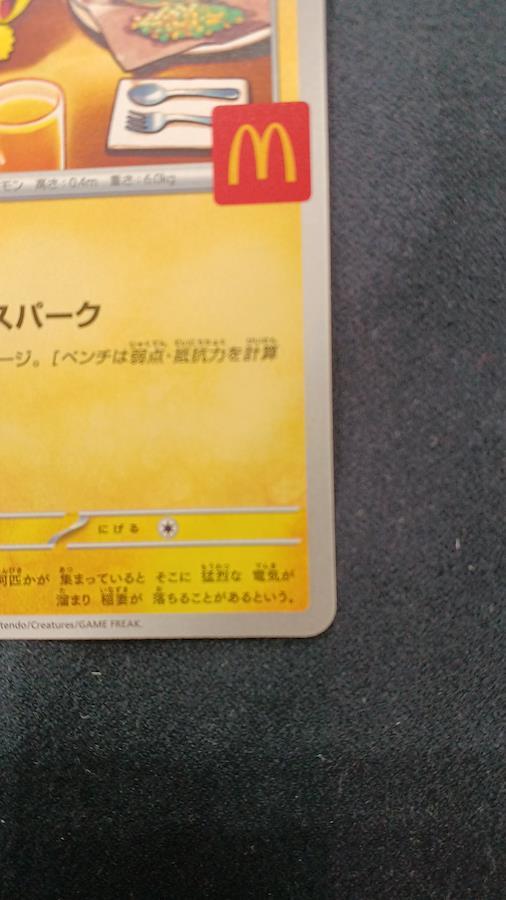 モン 高さ:0.4m 重さ:6.0kg
スパーク
ージ。[ベンチは弱点・抵抗力を計算
にげる
何匹かが 集まっていると そこに 猛烈な 電気が
溜まり 稲妻が 落ちることがあるという。
tendo/Creatures/GAME FREAK.